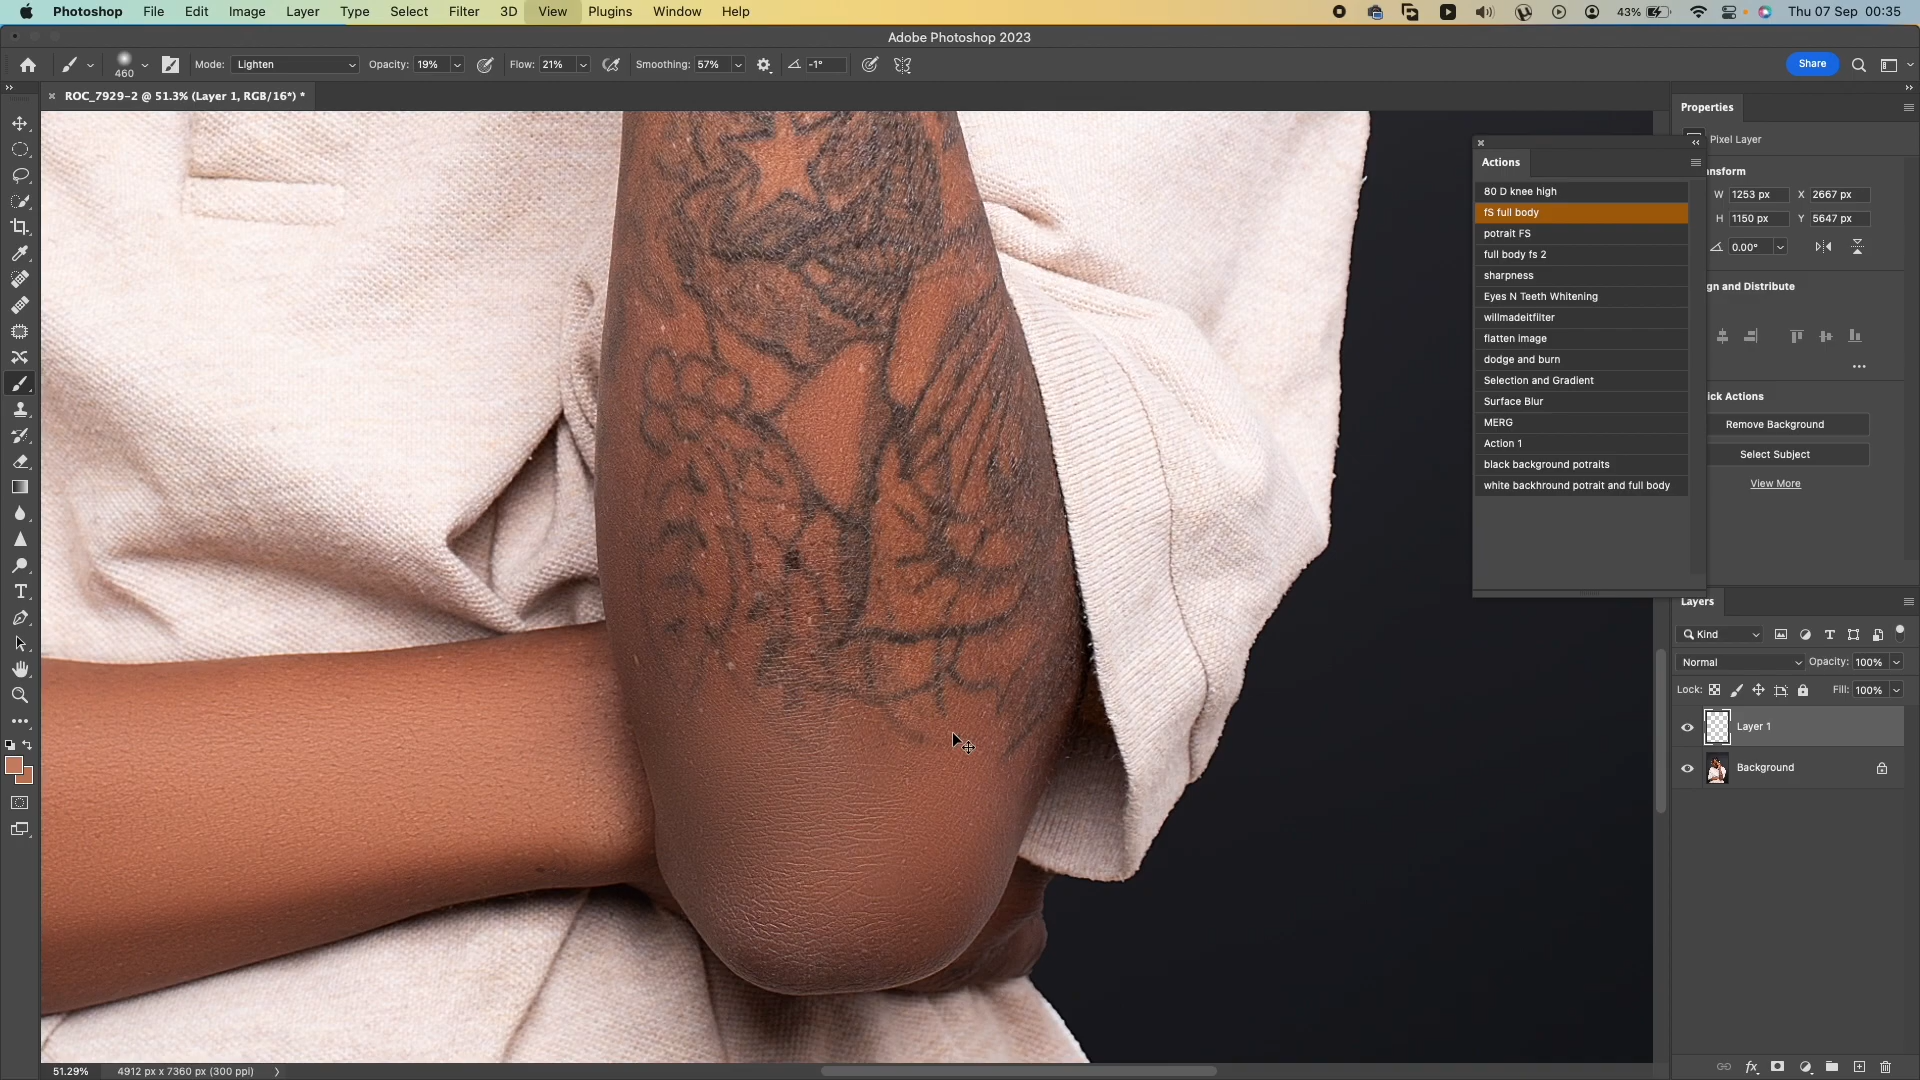 Photoshop File Edit Image Layer Type Select Filter 3D View Plugins Window Help 43% Thu 07 Sep 00:35
Adobe Photoshop 2023
460 Mode: Lighten Opacity: 19% Flow: 21% Smoothing: 57% -1° Share
ROC_7929-2 @ 51.3% (Layer 1, RGB/16*) *
Properties
Pixel Layer
Actions
ansform
80 D knee high
W 1253 px X 2667 px
fS full body
H 1150 px Y 5647 px
potrait FS
0.00°
full body fs 2
sharpness
gn and Distribute
Eyes N Teeth Whitening
willmadeitfilter
flatten image
dodge and burn
Selection and Gradient
ick Actions
Surface Blur
MERG
Remove Background
Action 1
Select Subject
black background potraits
white backhround potrait and full body
View More
Layers
Kind
Normal Opacity: 100%
Lock: Fill: 100%
Layer 1
Background
51.29% 4912 px x 7360 px (300 ppi)